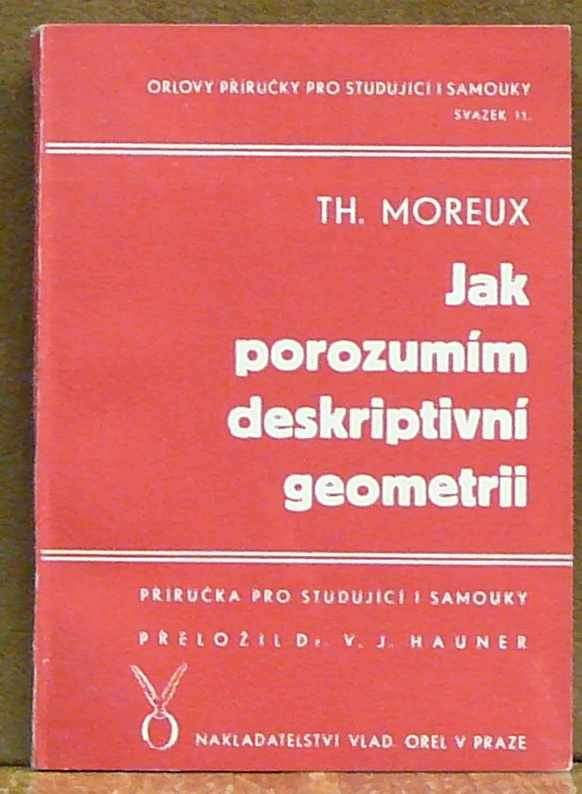 ORLOVY PŘÍRUČKY PRO STUDUJÍCÍ I SAMOUKY
SVAZEK 11.
TH. MOREUX
Jak
porozumím
deskriptivní
geometrii
PŘÍRUČKA PRO STUDUJÍCÍ I SAMOUKY
PŘELOŽIL Dr. V. J. HAUNER
NAKLADATELSTVÍ VLAD. OREL V PRAZE